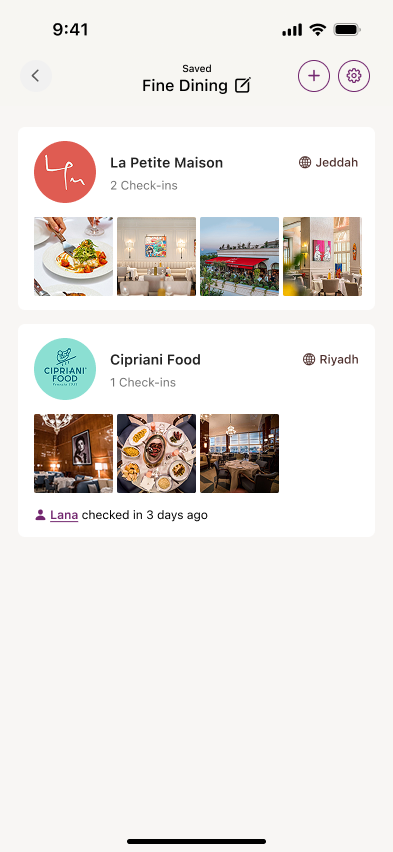 9:41
Saved
Fine Dining
La Petite Maison
Jeddah
2 Check-ins
LPM
CIPRIANI
FOOD
Cipriani Food
Riyadh
1 Check-ins
Lana checked in 3 days ago